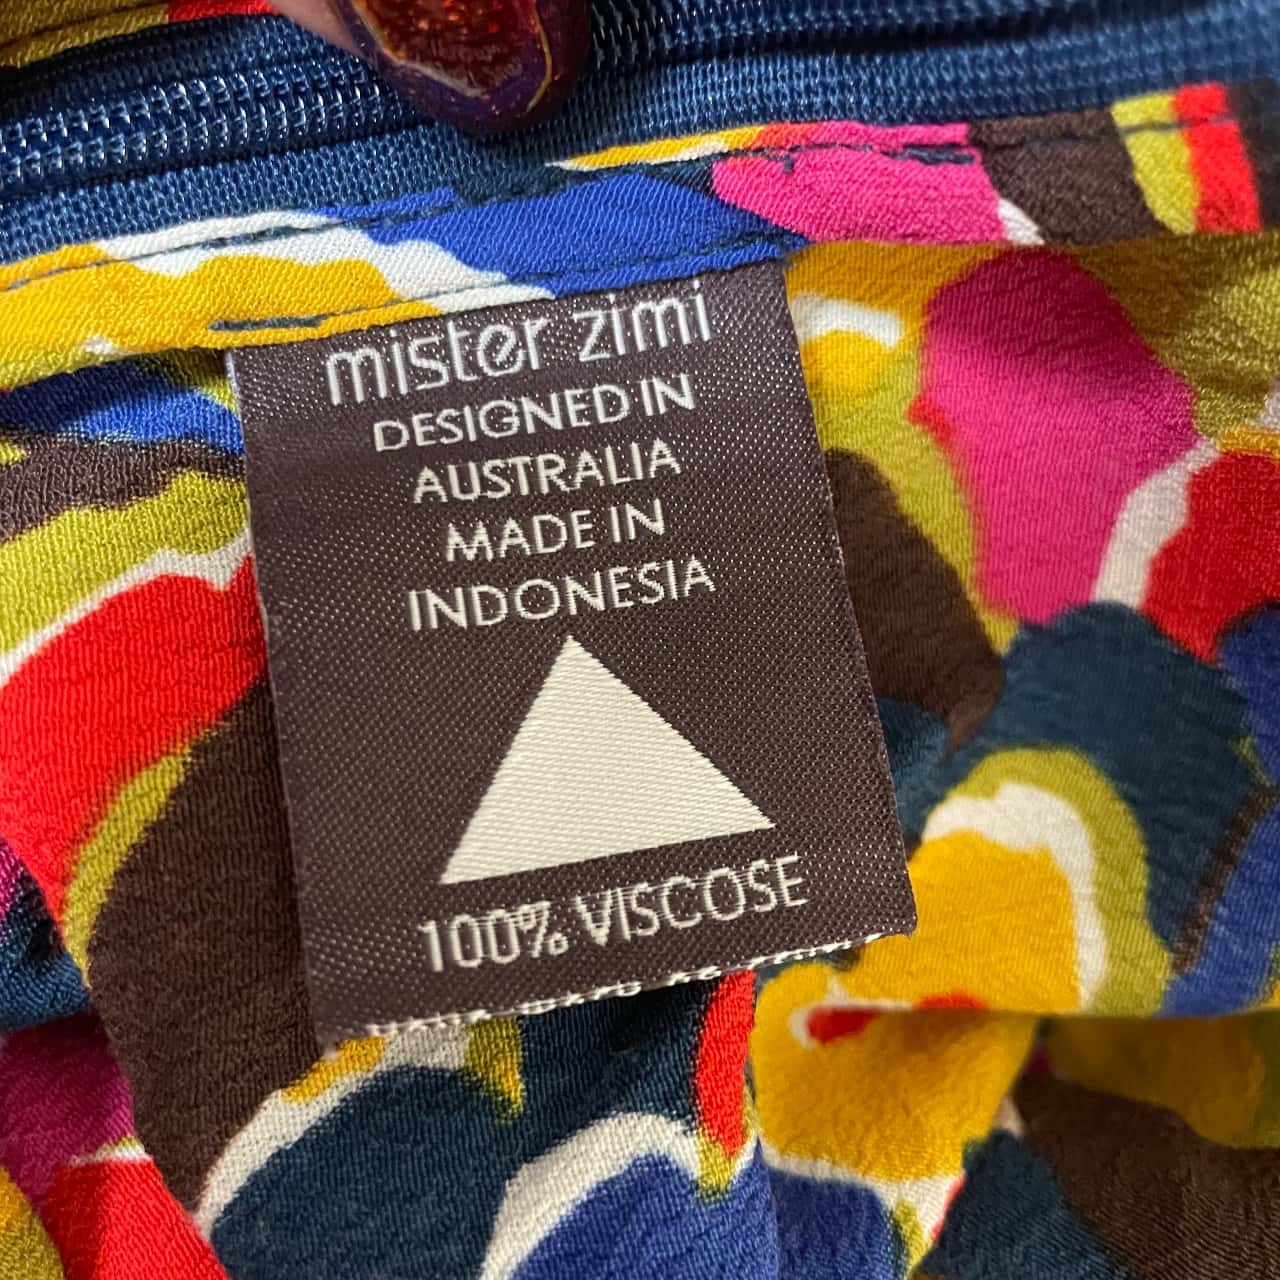 mister zimi
DESIGNED IN
AUSTRALIA
MADE IN
INDONESIA
100% VISCOSE